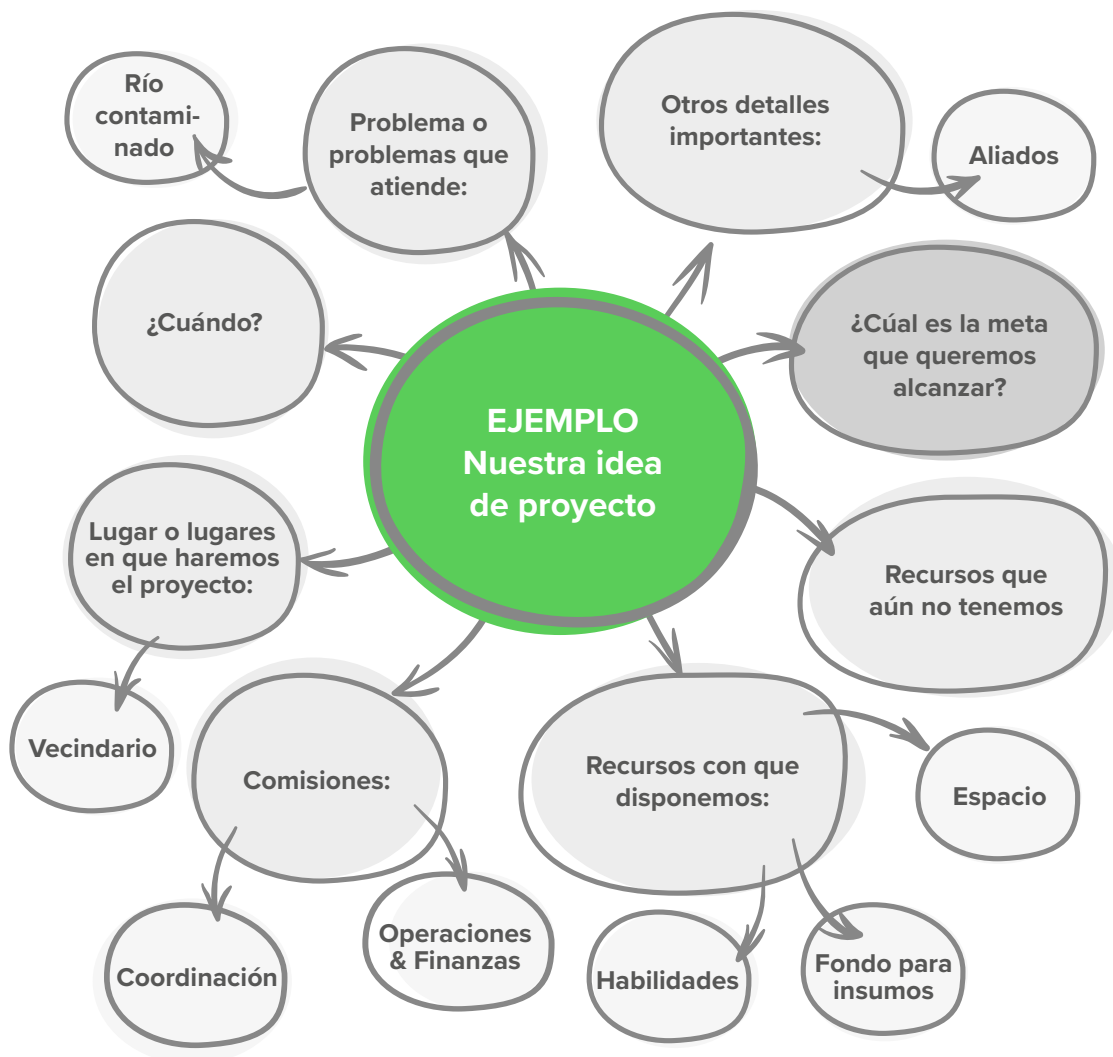 Río
contami-
nado
Problema o
problemas que
atiende:
Otros detalles
importantes:
Aliados
¿Cuándo?
¿Cúal es la meta
que queremos
alcanzar?
EJEMPLO
Nuestra idea
de proyecto
Lugar o lugares
en que haremos
el proyecto:
Recursos que
aún no tenemos
Vecindario
Comisiones:
Recursos con que
disponemos:
Espacio
Coordinación
Operaciones
& Finanzas
Habilidades
Fondo para
insumos